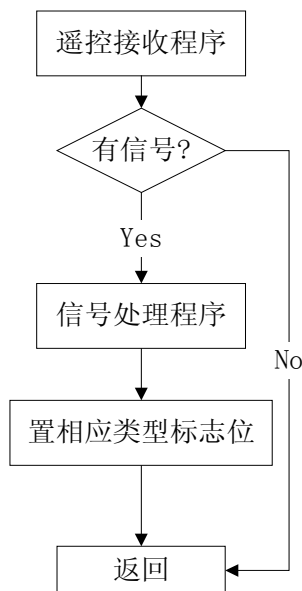 遥控接收程序
有信号?
Yes
信号处理程序
No
置相应类型标志位
返回